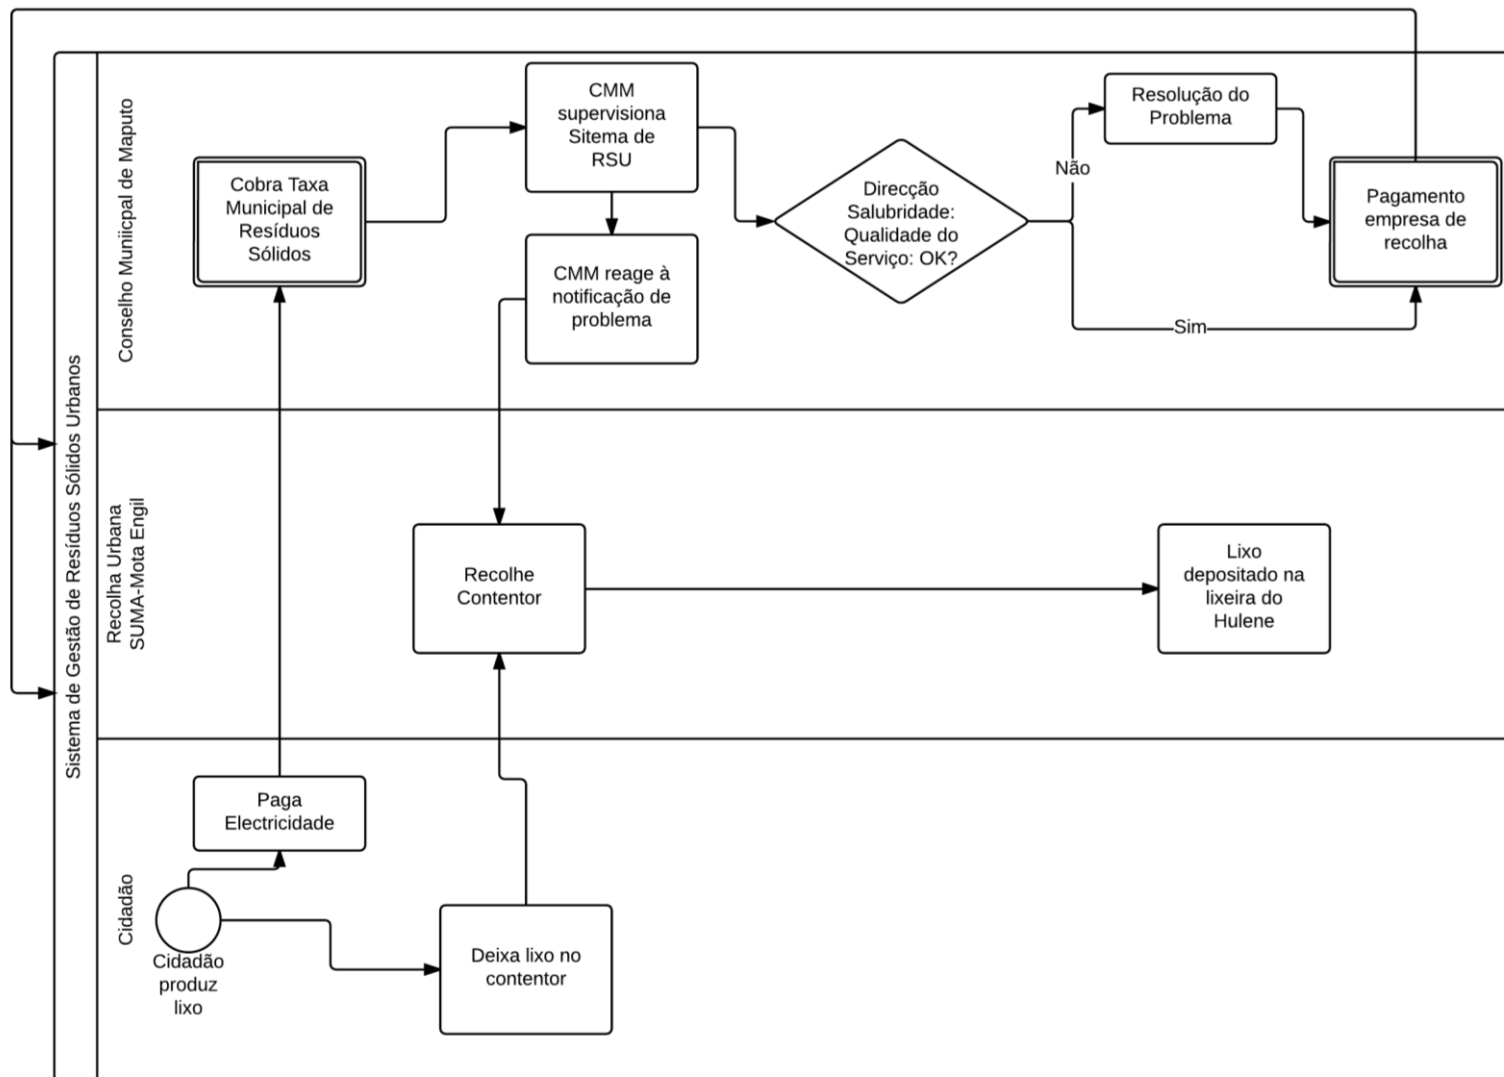 Sistema de Gestão de Resíduos Sólidos Urbanos
Conselho Muniicpal de Maputo
Cobra Taxa
Municipal de
Resíduos
Sólidos
CMM
supervisiona
Sitema de
RSU
CMM reage à
notificação de
problema
Direcção
Salubridade:
Qualidade do
Serviço: OK?
Não
Sim
Resolução do
Problema
Pagamento
empresa de
recolha
Recolha Urbana
SUMA-Mota Engil
Recolhe
Contentor
Lixo
depositado na
lixeira do
Hulene
Cidadão
Paga
Electricidade
Cidadão
produz
lixo
Deixa lixo no
contentor